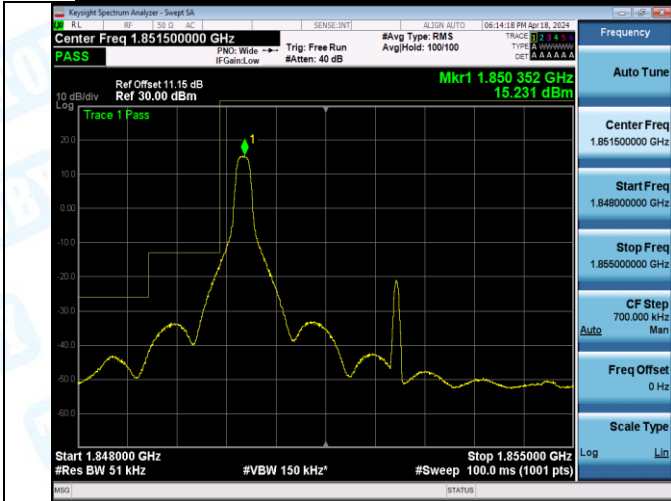 Keysight Spectrum Analyzer - Swept SA
RL RF 50 Ω AC SENSE:INT ALIGN AUTO 06:14:18 PM Apr 18, 2024
Center Freq 1.851500000 GHz
PASS
PNO: Wide
IFGain:Low
Trig: Free Run
#Atten: 40 dB
#Avg Type: RMS
Avg|Hold: 100/100
TRACE 1 2 3 4 5 6
TYPE A WWWWW
DET A A A A A A
Ref Offset 11.15 dB
10 dB/div Ref 30.00 dBm
Log
Mkr1 1.850 352 GHz
15.231 dBm
Trace 1 Pass
1
20.0
10.0
0.00
-10.0
-20.0
-30.0
-40.0
-50.0
-60.0
Start 1.848000 GHz
Stop 1.855000 GHz
#Res BW 51 kHz
#VBW 150 kHz*
#Sweep 100.0 ms (1001 pts)
MSG
STATUS
Frequency
Auto Tune
Center Freq
1.851500000 GHz
Start Freq
1.848000000 GHz
Stop Freq
1.855000000 GHz
CF Step
700.000 kHz
Auto Man
Freq Offset
0 Hz
Scale Type
Log Lin